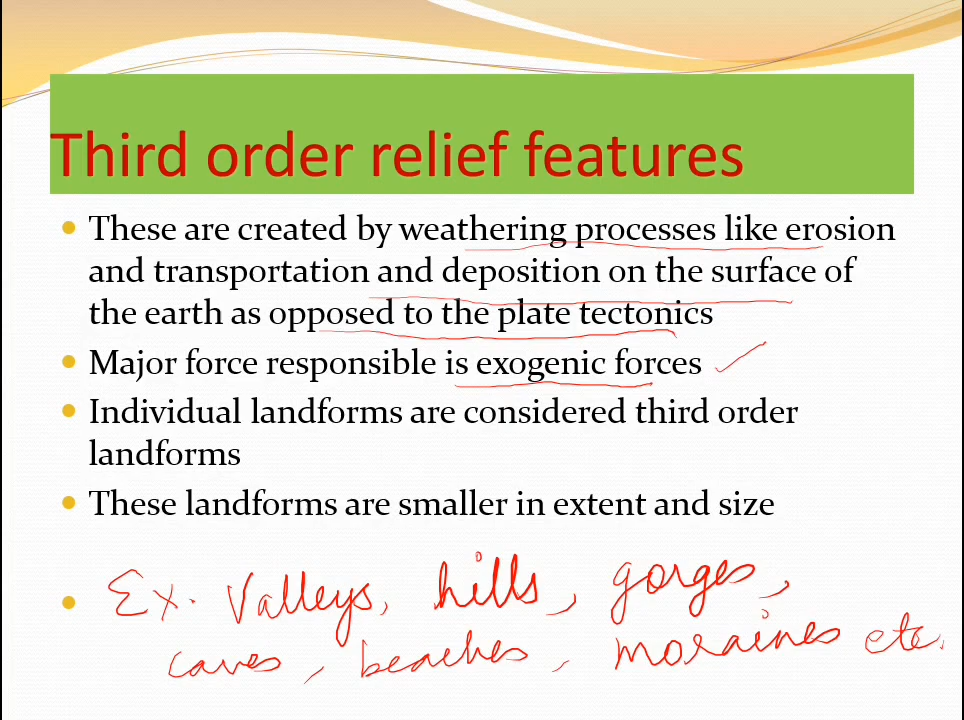 Third order relief features
These are created by weathering processes like erosion
and transportation and deposition on the surface of
the earth as opposed to the plate tectonics
Major force responsible is exogenic forces
Individual landforms are considered third order
landforms
These landforms are smaller in extent and size
Ex. Valleys, hills, gorges,
caves, beaches, moraines etc.